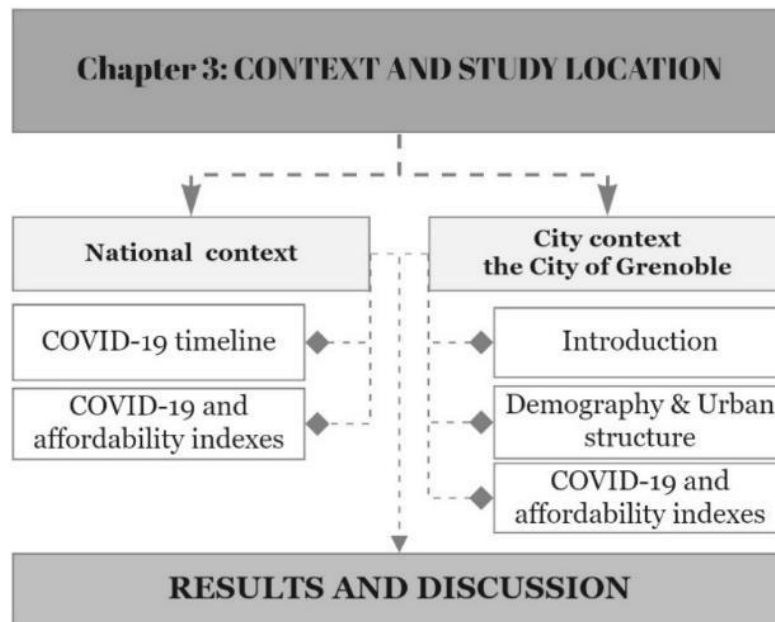 Chapter 3: CONTEXT AND STUDY LOCATION
National context
COVID-19 timeline
COVID-19 and
affordability indexes
City context
the City of Grenoble
Introduction
Demography & Urban
structure
COVID-19 and
affordability indexes
RESULTS AND DISCUSSION